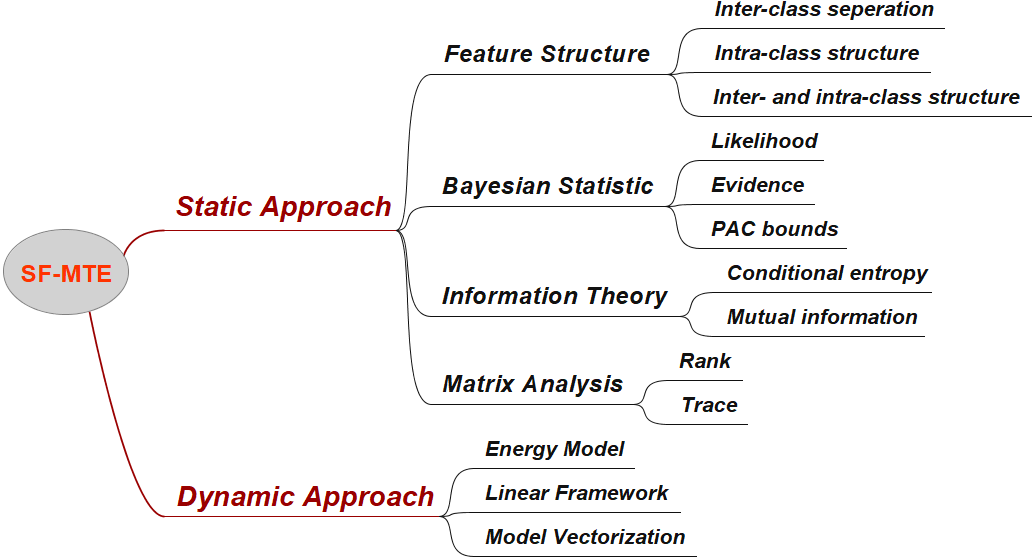 SF-MTE
Static Approach
Feature Structure
Inter-class seperation
Intra-class structure
Inter- and intra-class structure
Bayesian Statistic
Likelihood
Evidence
PAC bounds
Information Theory
Conditional entropy
Mutual information
Matrix Analysis
Rank
Trace
Dynamic Approach
Energy Model
Linear Framework
Model Vectorization